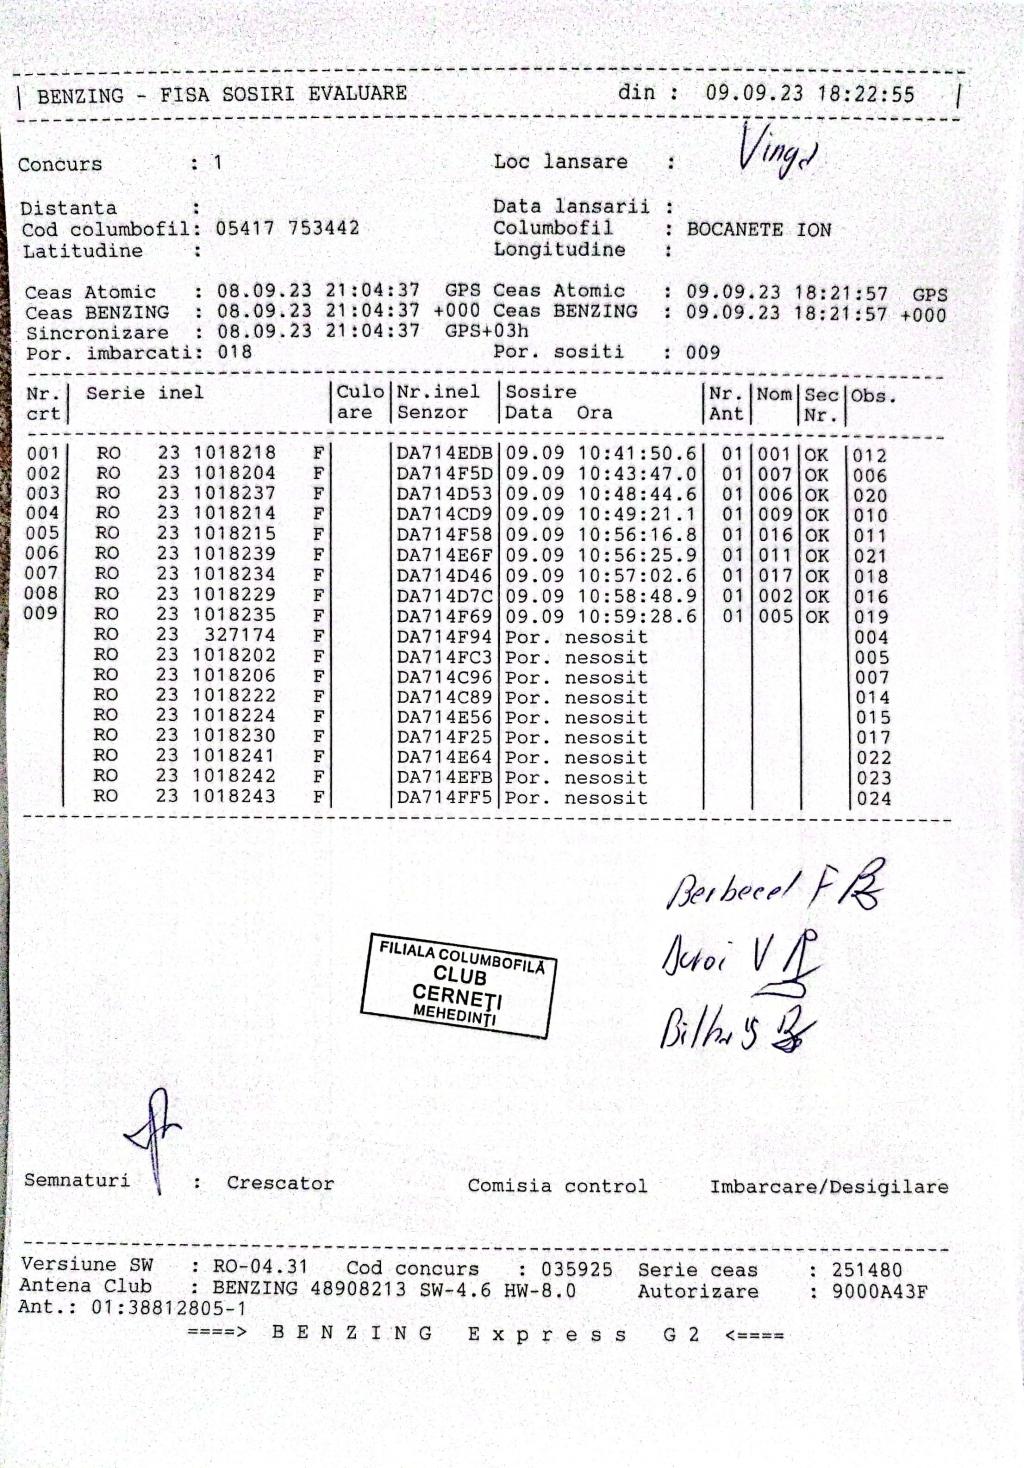 BENZING - FISA SOSIRI EVALUARE din : 09.09.23 18:22:55
Concurs : 1 Loc lansare : Vinga
Distanta : Data lansarii :
Cod columbofil: 05417 753442 Columbofil : BOCANETE ION
Latitudine : Longitudine :
Ceas Atomic : 08.09.23 21:04:37 GPS Ceas Atomic : 09.09.23 18:21:57 GPS
Ceas BENZING : 08.09.23 21:04:37 +000 Ceas BENZING : 09.09.23 18:21:57 +000
Sincronizare : 08.09.23 21:04:37 GPS+03h
Por. imbarcati: 018 Por. sositi : 009
Nr. Serie inel Culo Nr.inel Sosire Nr. Nom Sec Obs.
crt are Senzor Data Ora Ant Nr.
001 RO 23 1018218 F DA714EDB 09.09 10:41:50.6 01 001 OK 012
002 RO 23 1018204 F DA714F5D 09.09 10:43:47.0 01 007 OK 006
003 RO 23 1018237 F DA714D53 09.09 10:48:44.6 01 006 OK 020
004 RO 23 1018214 F DA714CD9 09.09 10:49:21.1 01 009 OK 010
005 RO 23 1018215 F DA714F58 09.09 10:56:16.8 01 016 OK 011
006 RO 23 1018239 F DA714E6F 09.09 10:56:25.9 01 011 OK 021
007 RO 23 1018234 F DA714D46 09.09 10:57:02.6 01 017 OK 018
008 RO 23 1018229 F DA714D7C 09.09 10:58:48.9 01 002 OK 016
009 RO 23 1018235 F DA714F69 09.09 10:59:28.6 01 005 OK 019
RO 23 327174 F DA714F94 Por. nesosit 004
RO 23 1018202 F DA714FC3 Por. nesosit 005
RO 23 1018206 F DA714C96 Por. nesosit 007
RO 23 1018222 F DA714C89 Por. nesosit 014
RO 23 1018224 F DA714E56 Por. nesosit 015
RO 23 1018230 F DA714F25 Por. nesosit 017
RO 23 1018241 F DA714E64 Por. nesosit 022
RO 23 1018242 F DA714EFB Por. nesosit 023
RO 23 1018243 F DA714FF5 Por. nesosit 024
Berbecel F
V
FILIALA COLUMBOFILĂ
CLUB
CERNEȚI
MEHEDINȚI
Semnaturi : Crescator Comisia control Imbarcare/Desigilare
Versiune SW : RO-04.31 Cod concurs : 035925 Serie ceas : 251480
Antena Club : BENZING 48908213 SW-4.6 HW-8.0 Autorizare : 9000A43F
Ant.: 01:38812805-1
====> B E N Z I N G E x p r e s s G 2 <====